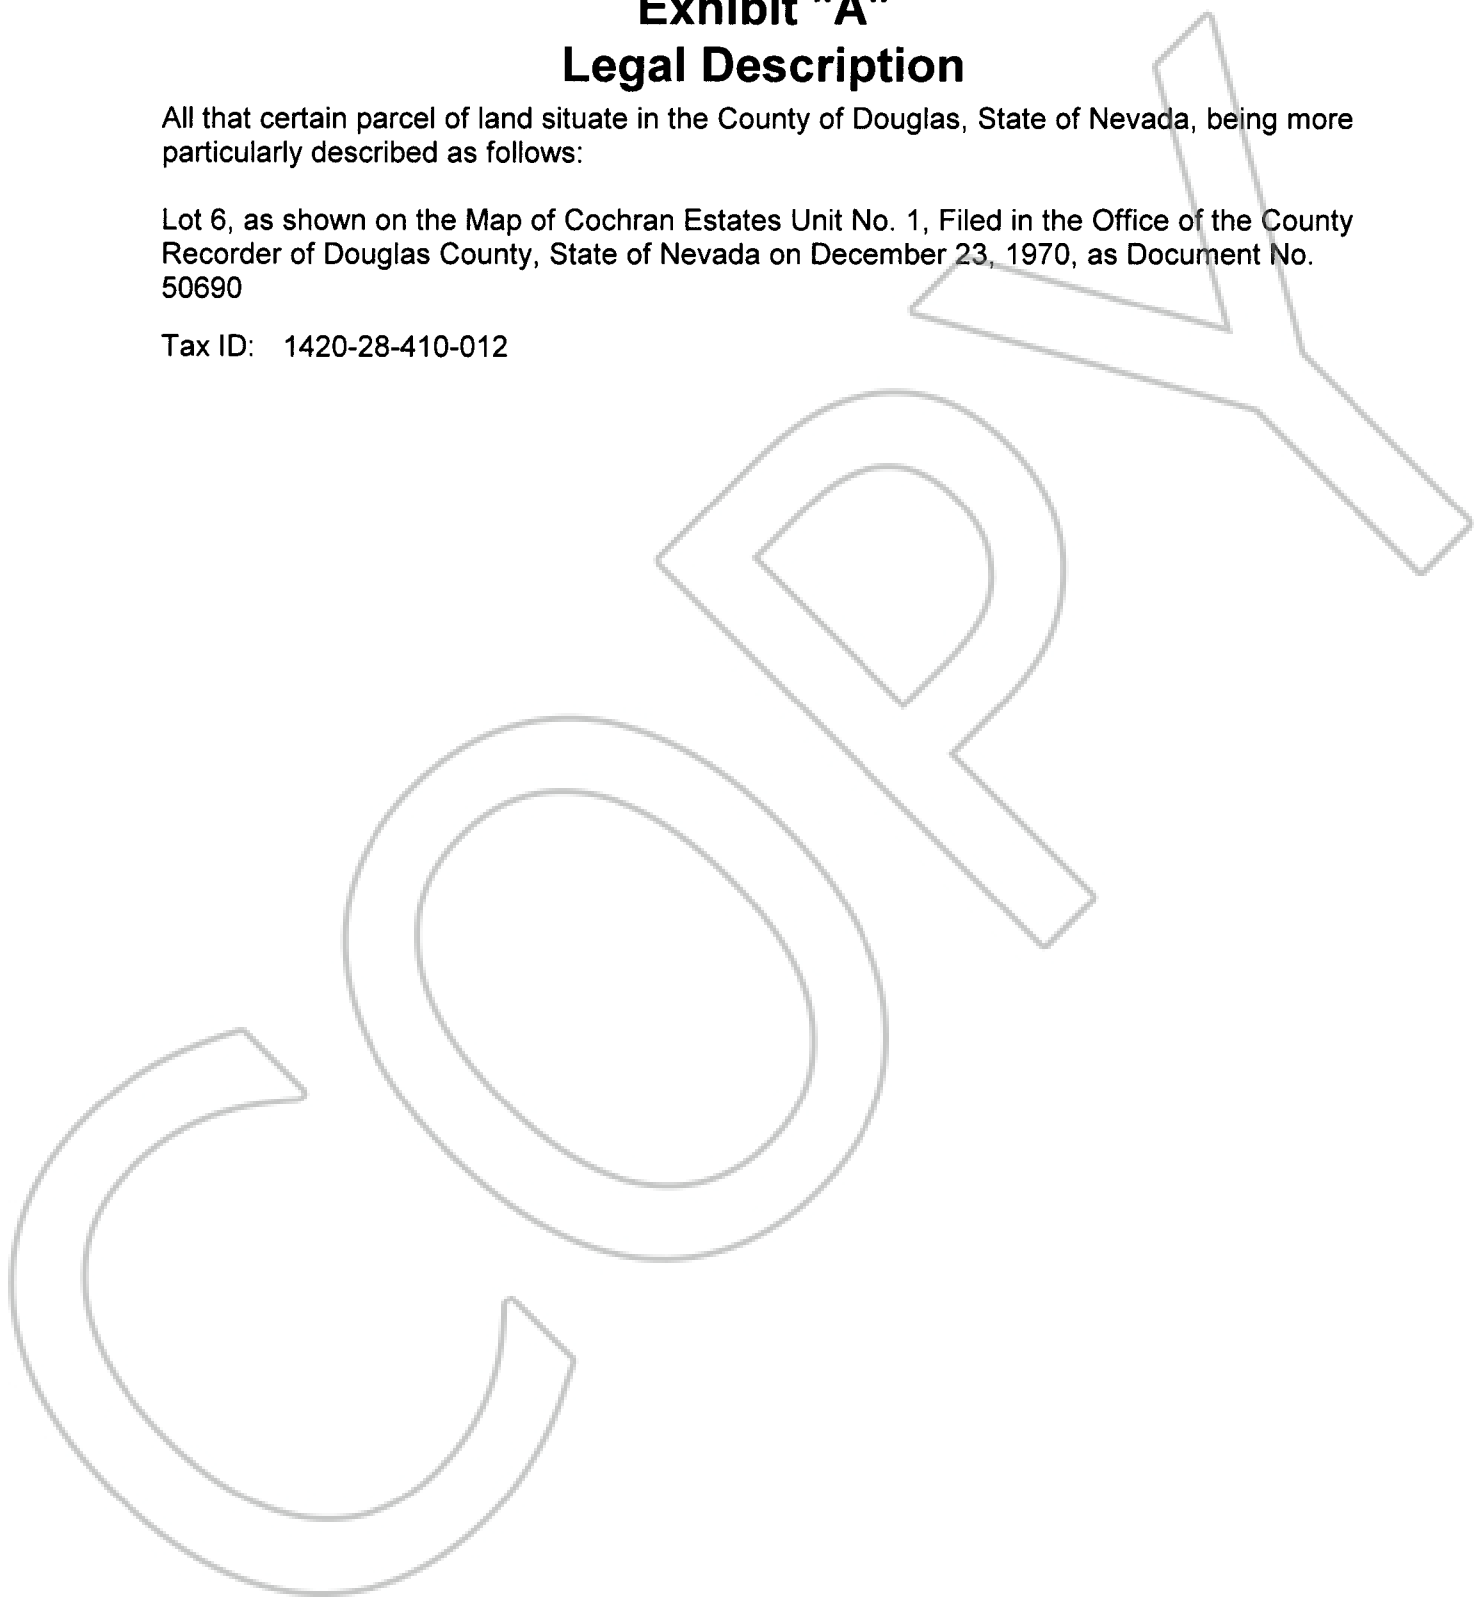 Exhibit "A"
Legal Description
All that certain parcel of land situate in the County of Douglas, State of Nevada, being more
particularly described as follows:
Lot 6, as shown on the Map of Cochran Estates Unit No. 1, Filed in the Office of the County
Recorder of Douglas County, State of Nevada on December 23, 1970, as Document No.
50690
Tax ID: 1420-28-410-012
COPY